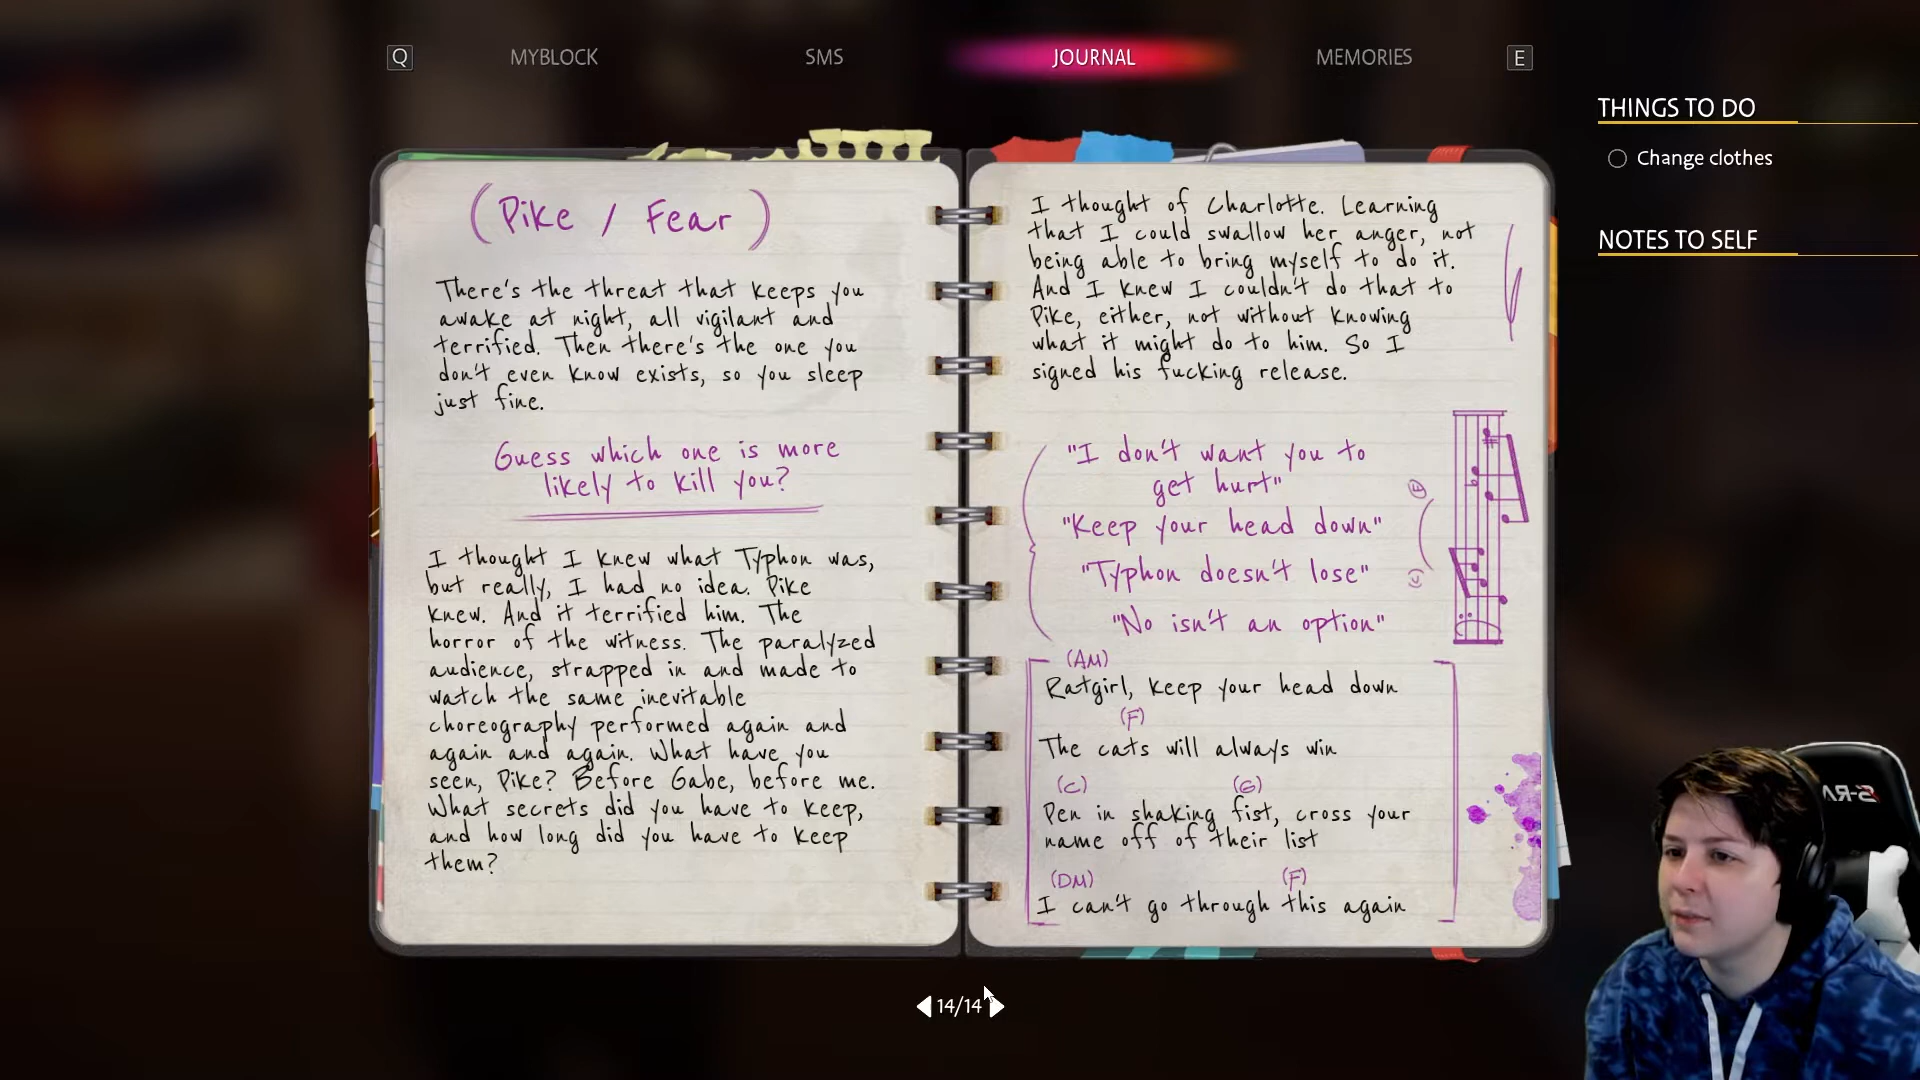 Q
MYBLOCK
SMS
JOURNAL
MEMORIES
E
THINGS TO DO
Change clothes
NOTES TO SELF
(Pike / Fear)
There's the threat that keeps you
awake at night, all vigilant and
terrified. Then there's the one you
don't even know exists, so you sleep
just fine.
Guess which one is more
likely to kill you?
I thought I knew what Typhon was,
but really, I had no idea. Pike
knew. And it terrified him. The
horror of the witness. The paralyzed
audience, strapped in and made to
watch the same inevitable
choreography performed again and
again and again. What have you
seen, Pike? Before Gabe, before me.
What secrets did you have to keep,
and how long did you have to keep
them?
I thought of Charlotte. Learning
that I could swallow her anger, not
being able to bring myself to do it.
And I knew I couldn't do that to
Pike, either, not without knowing
what it might do to him. So I
signed his fucking release.
"I don't want you to
get hurt"
"Keep your head down"
"Typhon doesn't lose"
"No isn't an option"
(AM)
Ratgirl, keep your head down
(F)
The cats will always win
(C) (G)
Pen in shaking fist, cross your
name off of their list
(DM) (F)
I can't go through this again
14/14